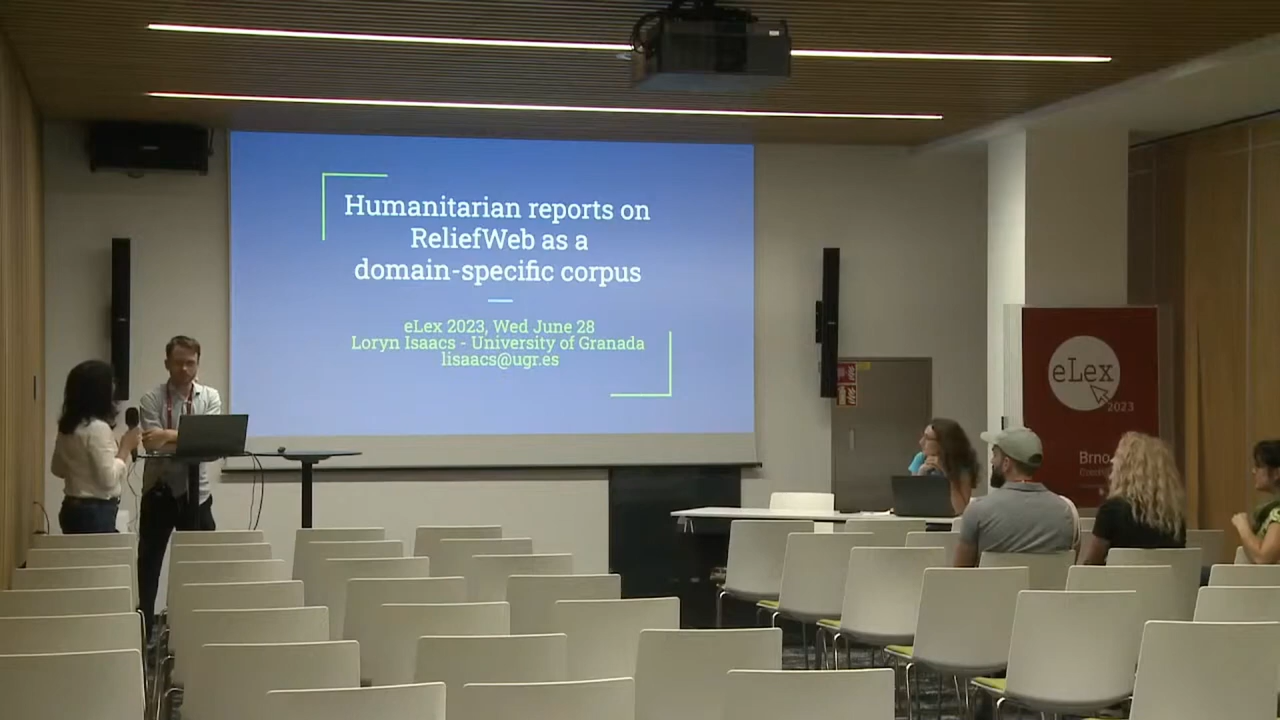 Humanitarian reports on
ReliefWeb as a
domain-specific corpus
eLex 2023, Wed June 28
Loryn Isaacs - University of Granada
lisaacs@ugr.es
eLex
2023
Brno